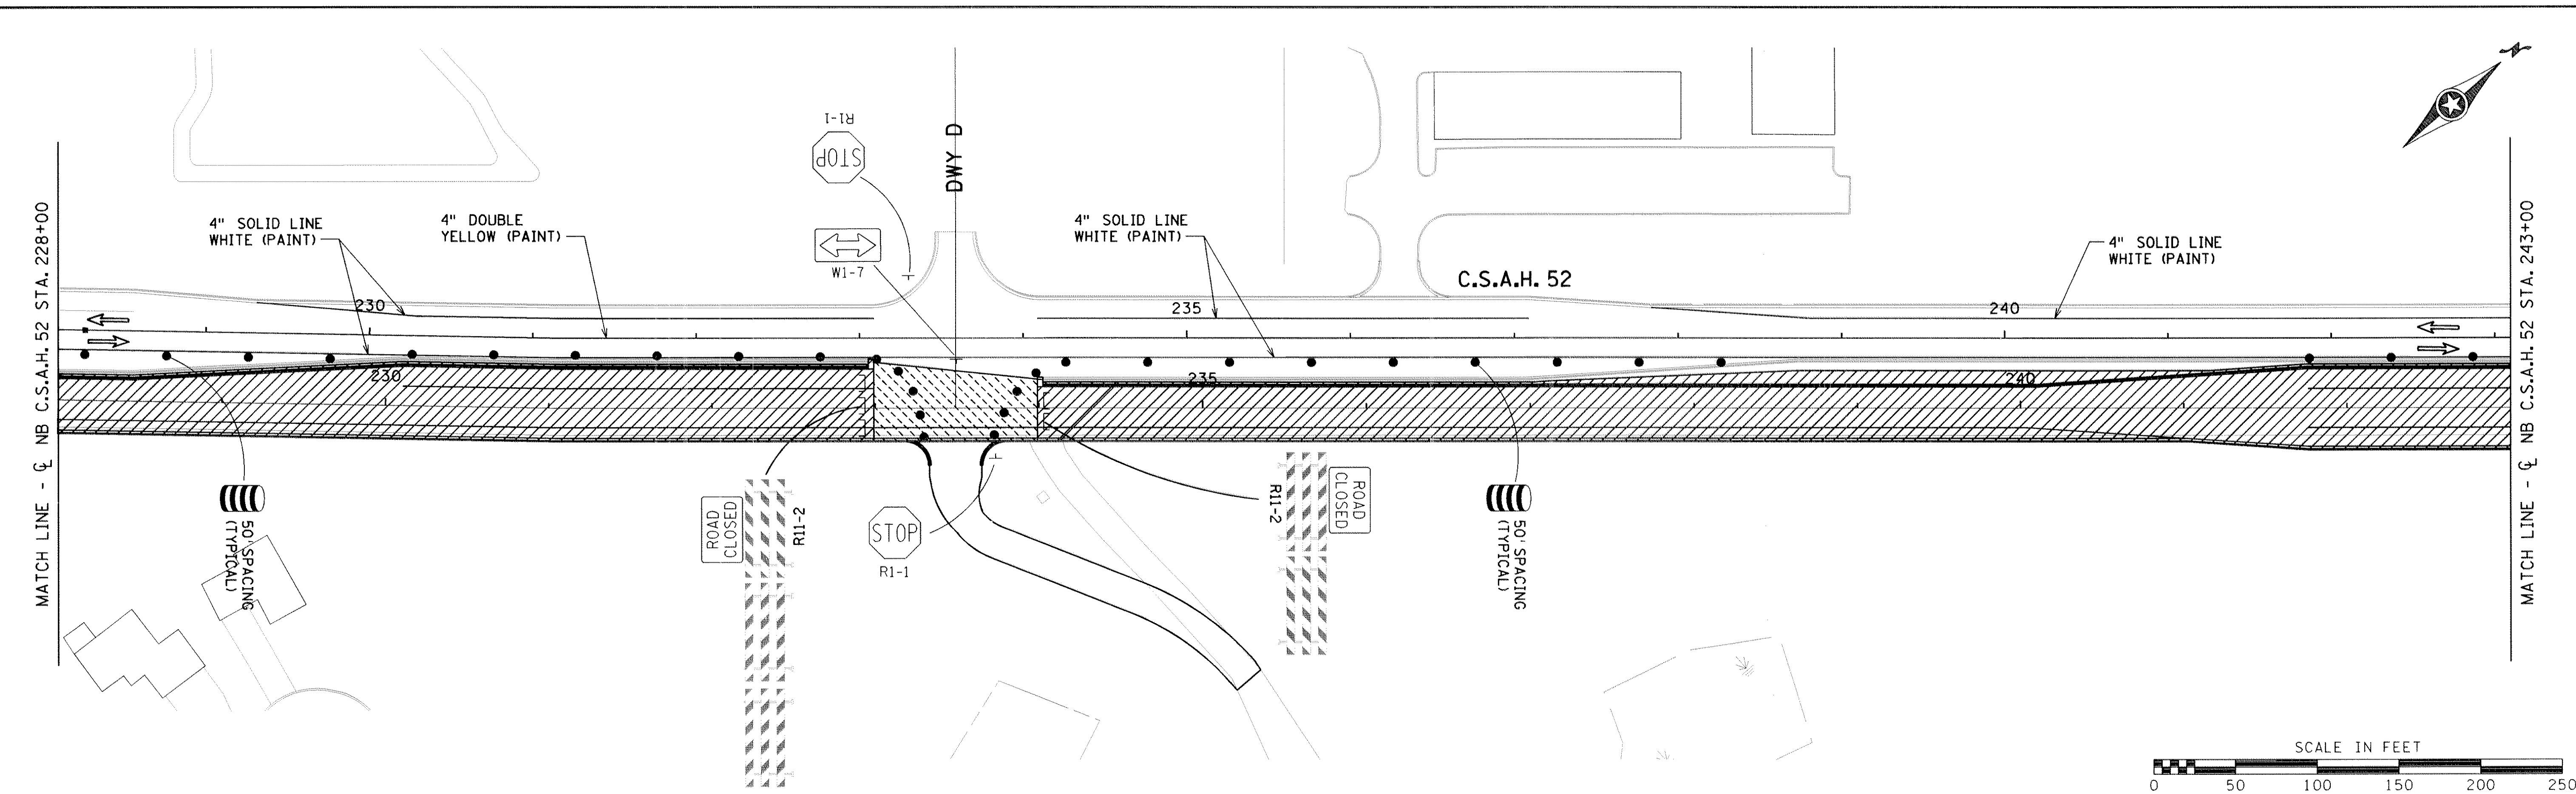 MATCH LINE - ℄ NB C.S.A.H. 52 STA. 228+00
4" SOLID LINE
WHITE (PAINT)
4" DOUBLE
YELLOW (PAINT)
R1-1
STOP
W1-7
DWY D
4" SOLID LINE
WHITE (PAINT)
C.S.A.H. 52
4" SOLID LINE
WHITE (PAINT)
230
235
240
230
235
240
50' SPACING
(TYPICAL)
ROAD
CLOSED
R11-2
STOP
R1-1
R11-2
ROAD
CLOSED
50' SPACING
(TYPICAL)
MATCH LINE - ℄ NB C.S.A.H. 52 STA. 243+00
N
SCALE IN FEET
0 50 100 150 200 250